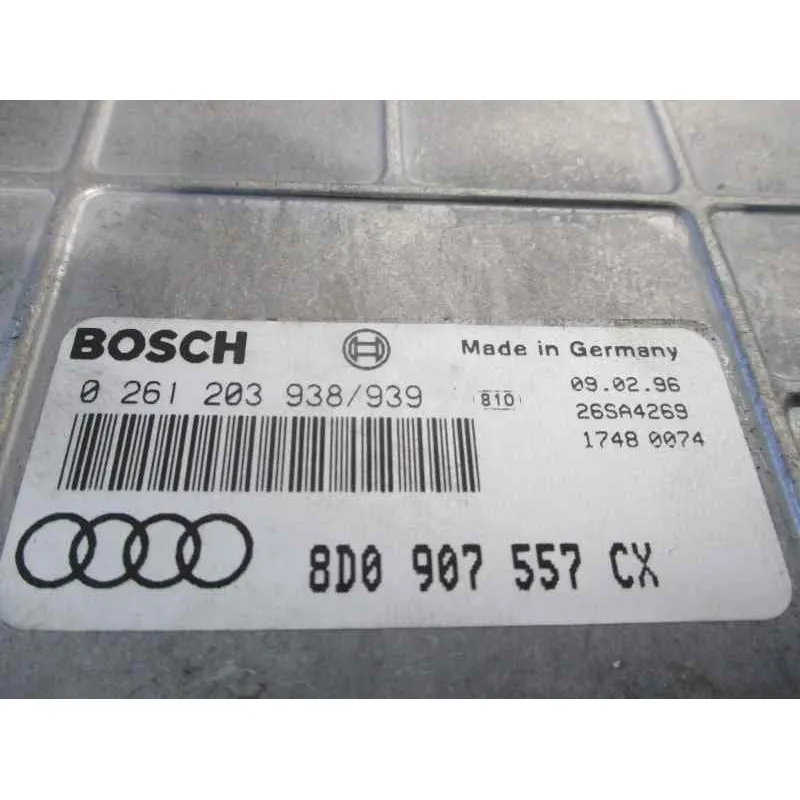 BOSCH
Made in Germany
0 261 203 938/939
810
09.02.96
26SA4269
1748 0074
8D0 907 557 CX